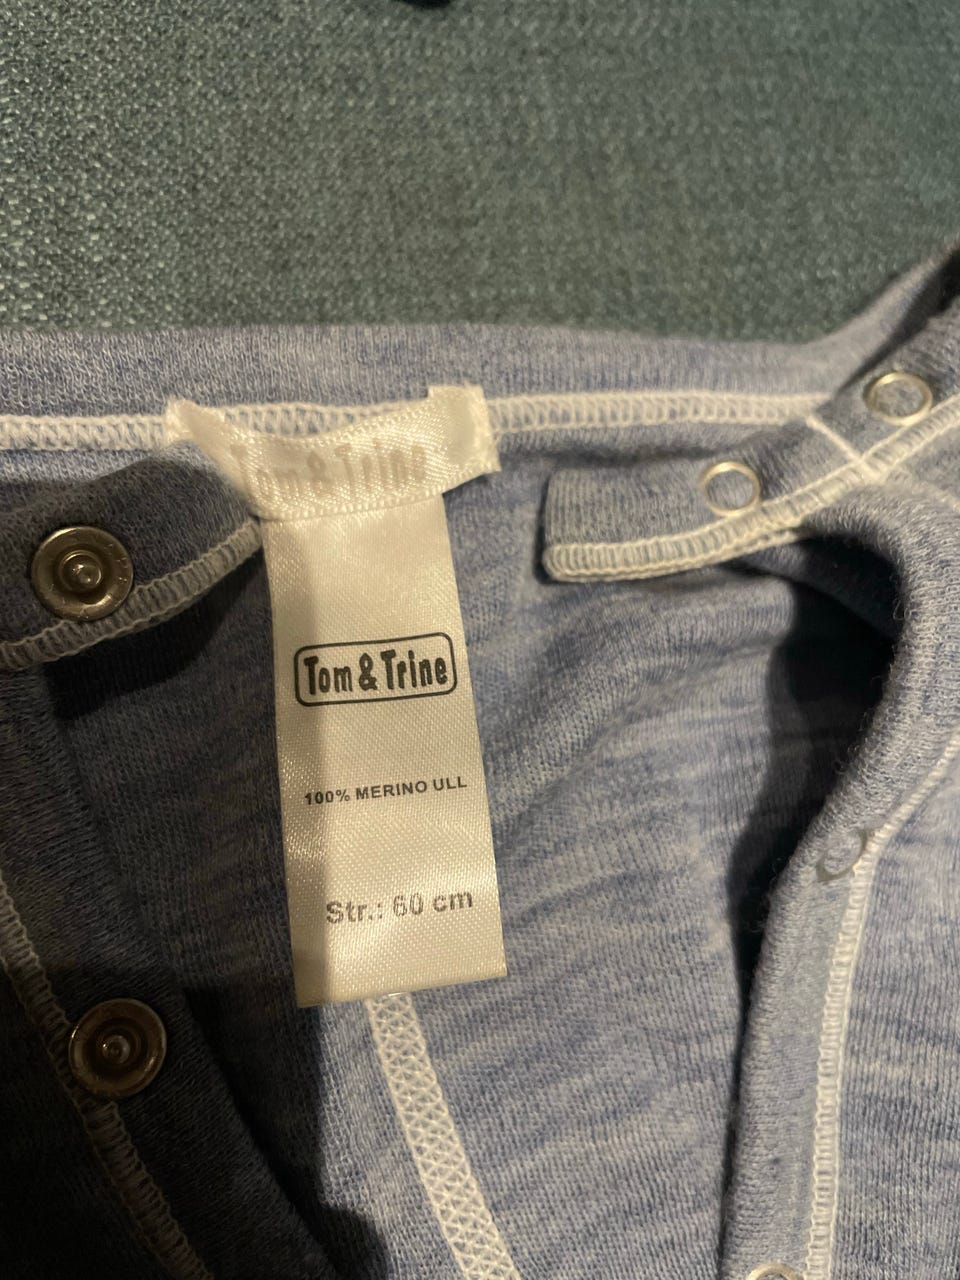 Tom & Trine
Tom & Trine
100% MERINO ULL
Str.: 60 cm